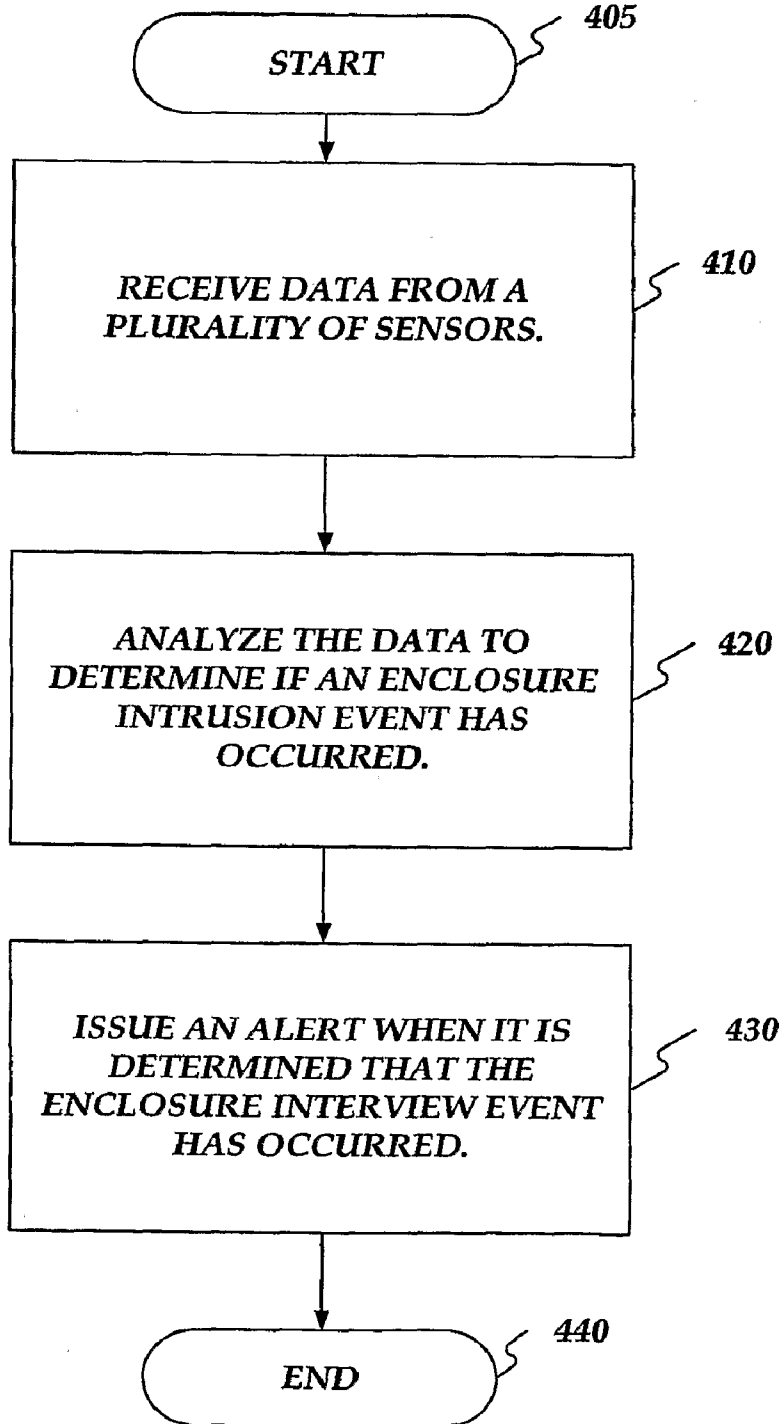 405
START
410
RECEIVE DATA FROM A
PLURALITY OF SENSORS.
420
ANALYZE THE DATA TO
DETERMINE IF AN ENCLOSURE
INTRUSION EVENT HAS
OCCURRED.
430
ISSUE AN ALERT WHEN IT IS
DETERMINED THAT THE
ENCLOSURE INTERVIEW EVENT
HAS OCCURRED.
440
END